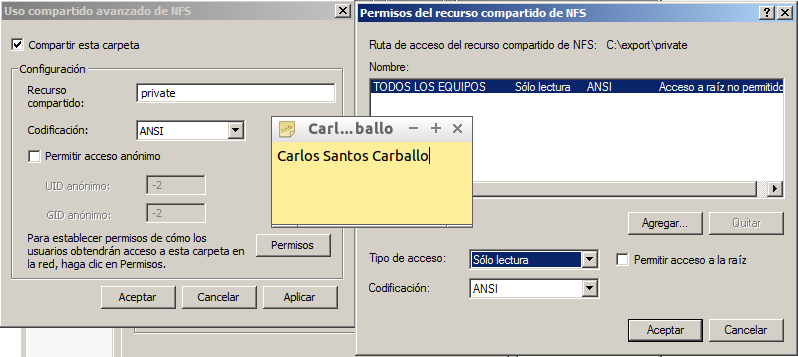 Uso compartido avanzado de NFS
Compartir esta carpeta
Configuración
Recurso
compartido:
private
Codificación:
ANSI
Permitir acceso anónimo
UID anónimo:
-2
GID anónimo:
-2
Para establecer permisos de cómo los
usuarios obtendrán acceso a esta carpeta en
la red, haga clic en Permisos.
Permisos
Aceptar
Cancelar
Aplicar
Carl...ballo
Carlos Santos Carballo
Permisos del recurso compartido de NFS
Ruta de acceso del recurso compartido de NFS: C:\export\private
Nombre:
TODOS LOS EQUIPOS Sólo lectura ANSI Acceso a raíz no permitido
Agregar...
Quitar
Tipo de acceso:
Sólo lectura
Permitir acceso a la raíz
Codificación:
ANSI
Aceptar
Cancelar